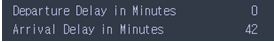 Departure Delay in Minutes 0
Arrival Delay in Minutes 42